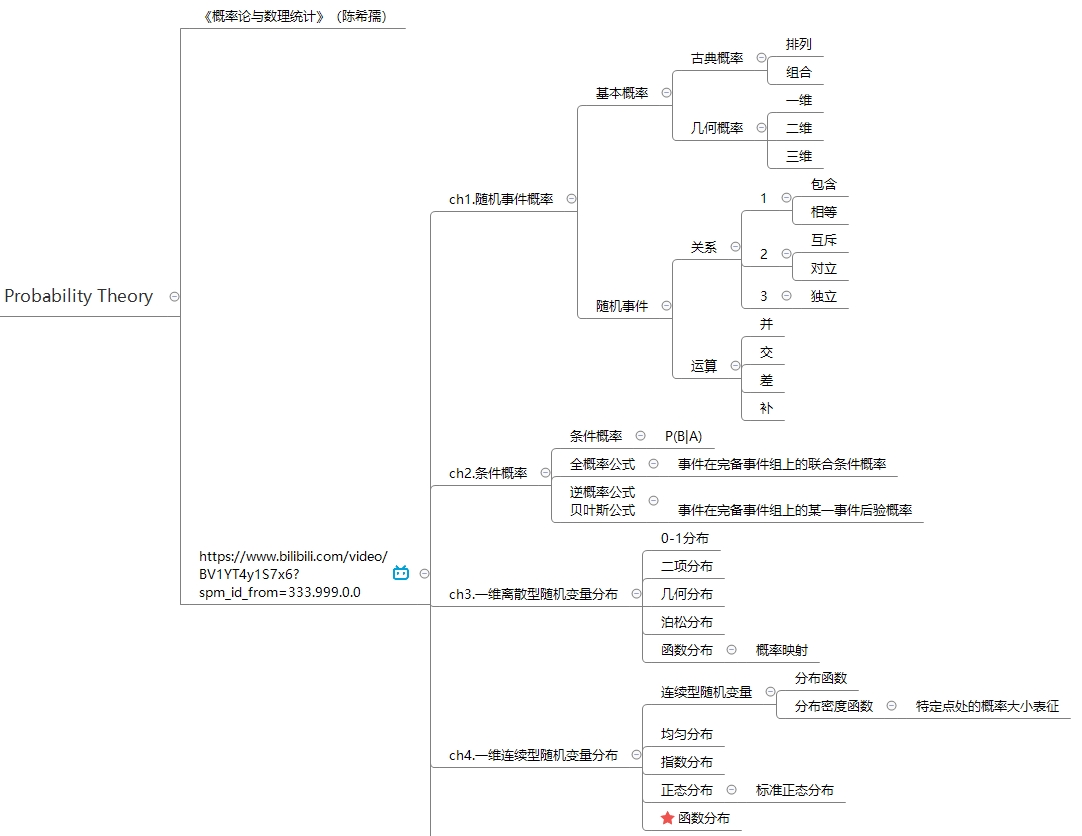 《概率论与数理统计》（陈希孺）
Probability Theory
https://www.bilibili.com/video/
BV1YT4y1S7x6?
spm_id_from=333.999.0.0
ch1.随机事件概率
基本概率
古典概率
排列
组合
几何概率
一维
二维
三维
随机事件
关系
1
包含
相等
2
互斥
对立
3
独立
运算
并
交
差
补
ch2.条件概率
条件概率
P(B|A)
全概率公式
事件在完备事件组上的联合条件概率
逆概率公式
贝叶斯公式
事件在完备事件组上的某一事件后验概率
ch3.一维离散型随机变量分布
0-1分布
二项分布
几何分布
泊松分布
函数分布
概率映射
ch4.一维连续型随机变量分布
连续型随机变量
分布函数
分布密度函数
特定点处的概率大小表征
均匀分布
指数分布
正态分布
标准正态分布
函数分布